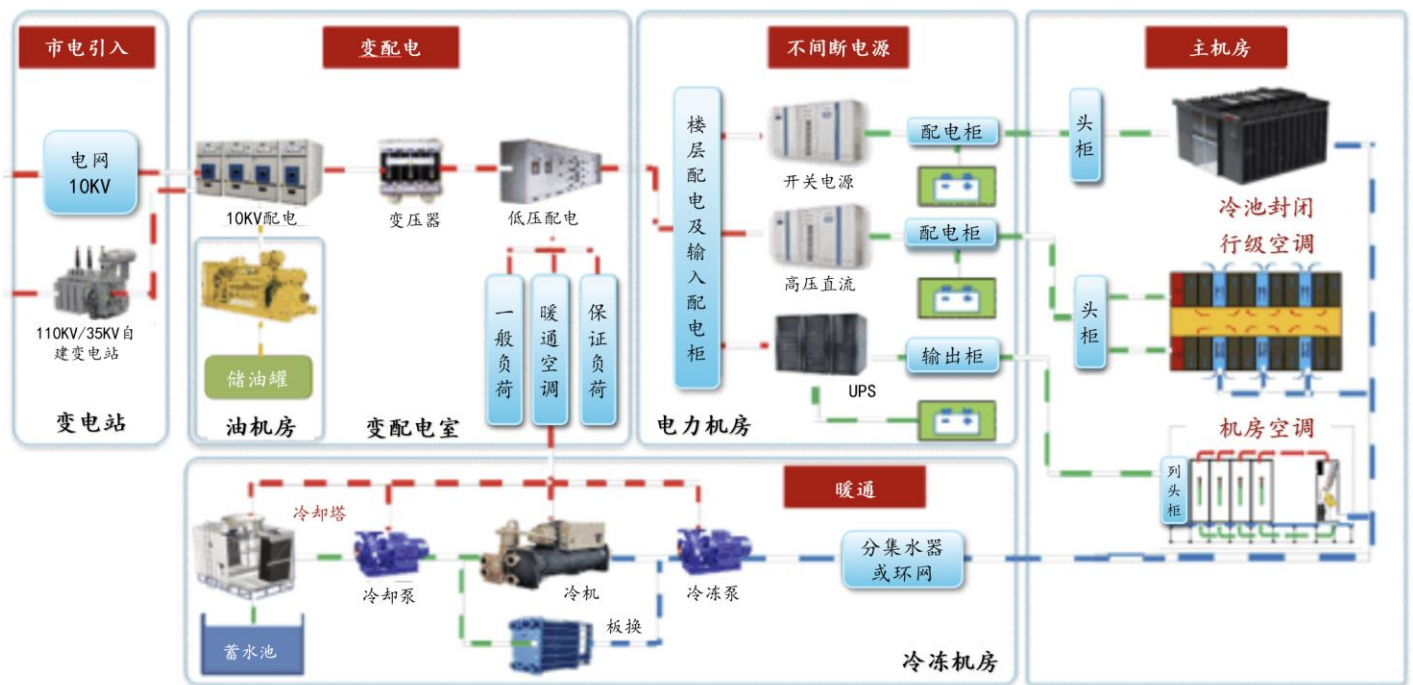 市电引入
电网
10KV
110KV/35KV自
建变电站
变电站
变配电
10KV配电
变压器
低压配电
储油罐
油机房
一般负荷
暖通空调
保证负荷
变配电室
不间断电源
楼层配电及输入配电柜
开关电源
配电柜
高压直流
配电柜
UPS
输出柜
电力机房
主机房
头柜
冷池封闭
行级空调
头柜
机房空调
列头柜
暖通
冷却塔
冷却泵
冷机
冷冻泵
分集水器
或环网
板换
蓄水池
冷冻机房